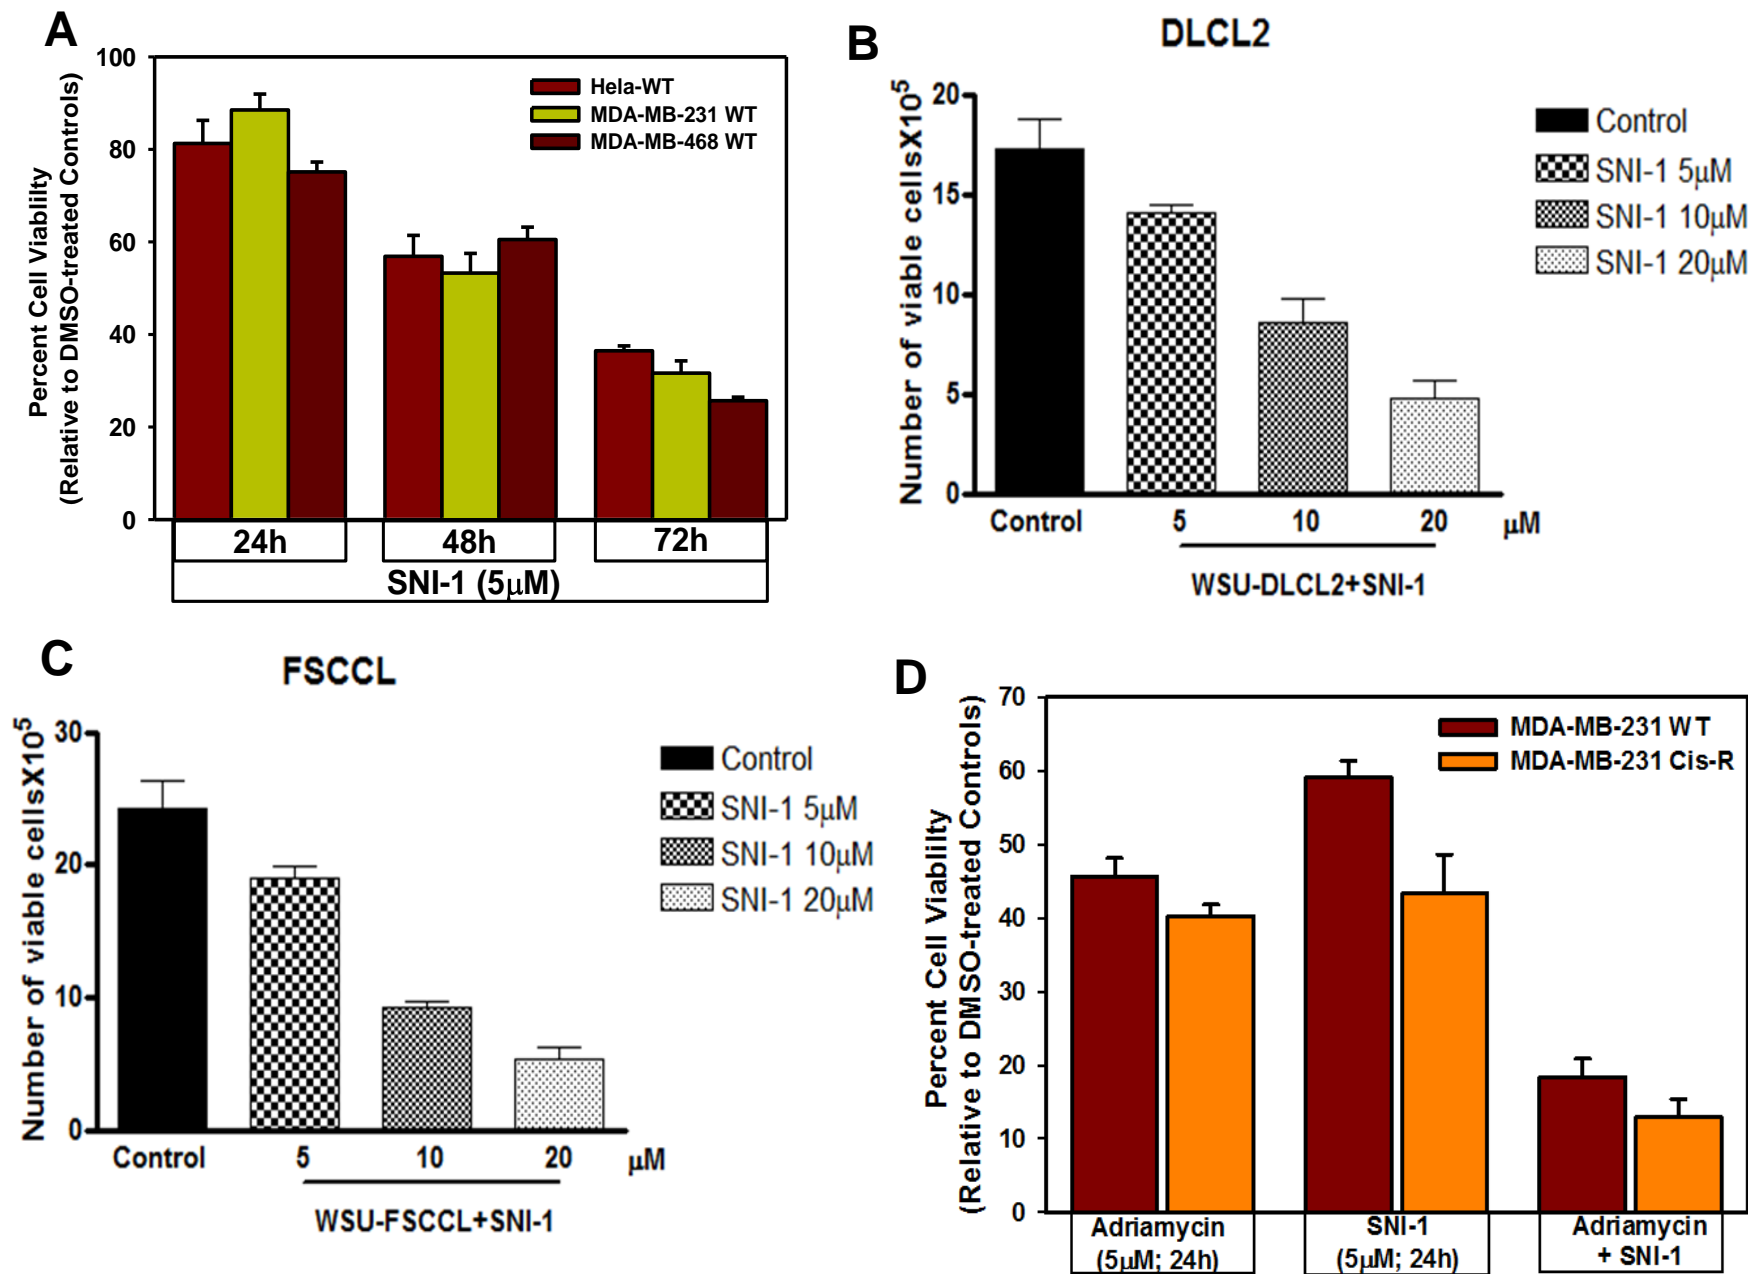 A
100
80
60
40
20
0
Percent Cell Viability
(Relative to DMSO-treated Controls)
Hela-WT
MDA-MB-231 WT
MDA-MB-468 WT
24h 48h 72h
SNI-1 (5μM)
B
DLCL2
20
15
10
5
0
Number of viable cellsX10⁵
Control
SNI-1 5μM
SNI-1 10μM
SNI-1 20μM
Control 5 10 20 μM
WSU-DLCL2+SNI-1
C
FSCCL
30
20
10
0
Number of viable cellsX10⁵
Control
SNI-1 5μM
SNI-1 10μM
SNI-1 20μM
Control 5 10 20 μM
WSU-FSCCL+SNI-1
D
70
60
50
40
30
20
10
0
Percent Cell Viablilty
(Relative to DMSO-treated Controls)
MDA-MB-231 WT
MDA-MB-231 Cis-R
Adriamycin
(5μM; 24h)
SNI-1
(5μM; 24h)
Adriamycin
+ SNI-1